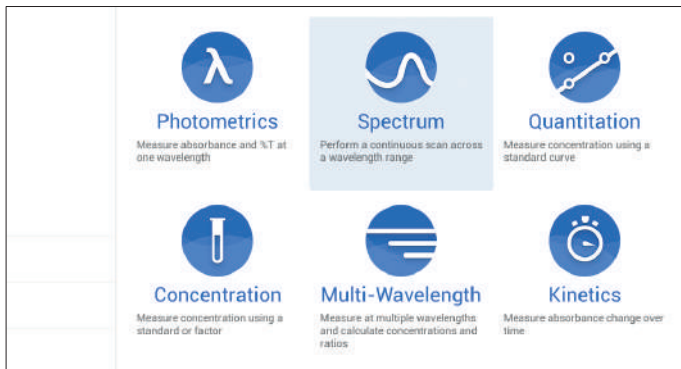 λ
Photometrics Spectrum Quantitation
Measure absorbance and %T at Perform a continuous scan across Measure concentration using a
one wavelength a wavelength range standard curve
Concentration Multi-Wavelength Kinetics
Measure concentration using a Measure at multiple wavelengths Measure absorbance change over
standard or factor and calculate concentrations and time
ratios